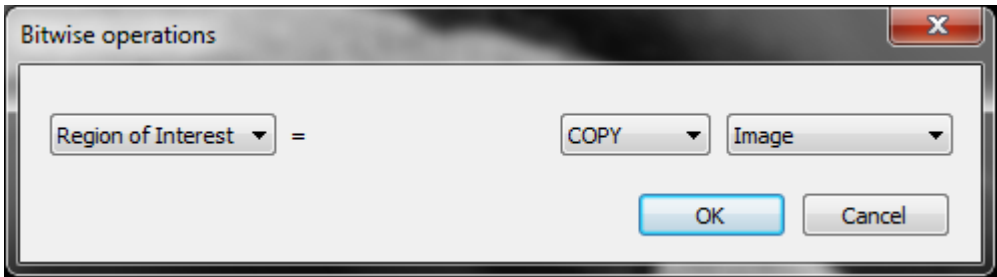 Bitwise operations
Region of Interest = COPY Image
OK Cancel